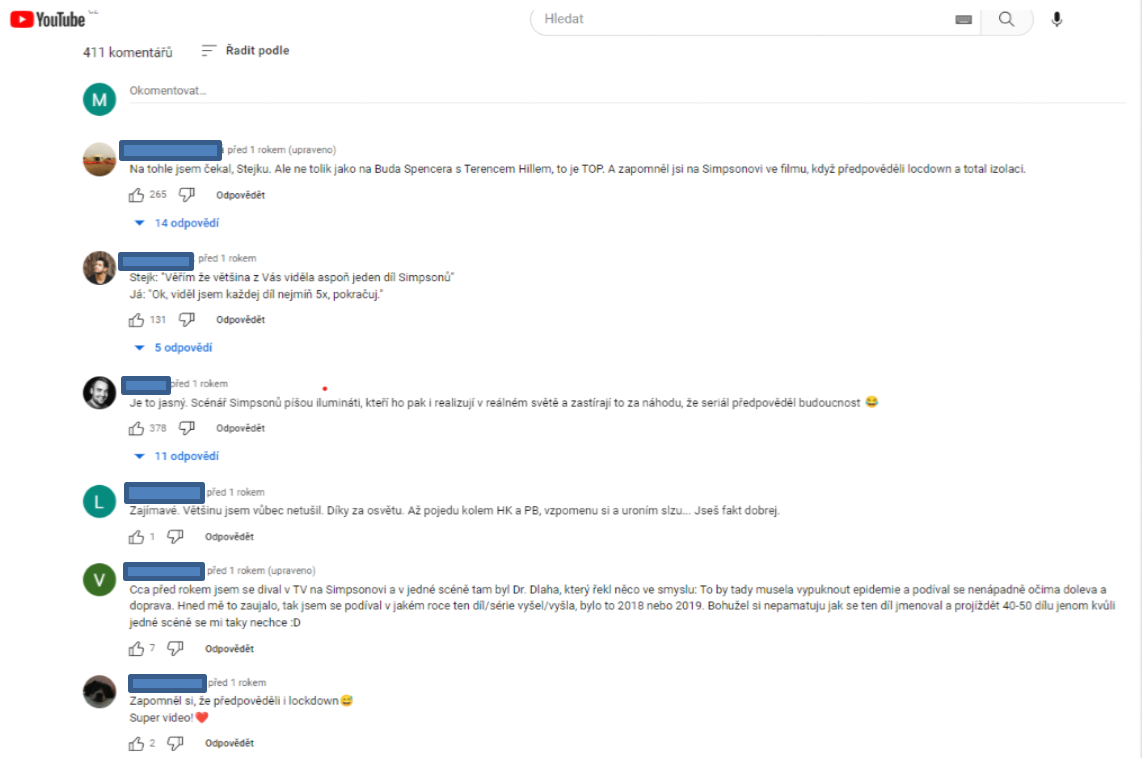 YouTube CZ
Hledat
411 komentářů Řadit podle
M Okomentovat...
před 1 rokem (upraveno)
Na tohle jsem čekal, Stejku. Ale ne tolik jako na Buda Spencera s Terencem Hillem, to je TOP. A zapomněl jsi na Simpsonovi ve filmu, když předpověděli locdown a total izolaci.
265 Odpovědět
14 odpovědí
před 1 rokem
Stejk: "Věřím že většina z Vás viděla aspoň jeden díl Simpsonů"
Já: "Ok, viděl jsem každej díl nejmíň 5x, pokračuj."
131 Odpovědět
5 odpovědí
před 1 rokem
Je to jasný. Scénář Simpsonů píšou ilumináti, kteří ho pak i realizují v reálném světě a zastírají to za náhodu, že seriál předpověděl budoucnost 😂
378 Odpovědět
11 odpovědí
L před 1 rokem
Zajímavé. Většinu jsem vůbec netušil. Díky za osvětu. Až pojedu kolem HK a PB, vzpomenu si a uroním slzu... Jseš fakt dobrej.
1 Odpovědět
V před 1 rokem (upraveno)
Cca před rokem jsem se dival v TV na Simpsonovi a v jedné scéně tam byl Dr. Dlaha, který řekl něco ve smyslu: To by tady musela vypuknout epidemie a podíval se nenápadně očima doleva a
doprava. Hned mě to zaujalo, tak jsem se podíval v jakém roce ten díl/série vyšel/vyšla, bylo to 2018 nebo 2019. Bohužel si nepamatuju jak se ten díl jmenoval a projíždět 40-50 dílu jenom kvůli
jedné scéně se mi taky nechce :D
7 Odpovědět
před 1 rokem
Zapomněl si, že předpověděli i lockdown😅
Super video!❤️
2 Odpovědět